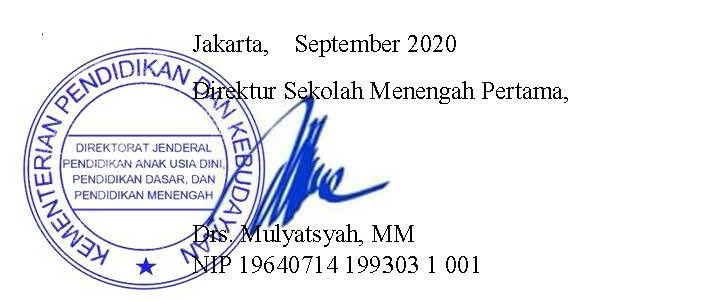 Jakarta,    September 2020
Direktur Sekolah Menengah Pertama,
KEMENTERIAN PENDIDIKAN DAN KEBUDAYAAN
DIREKTORAT JENDERAL
PENDIDIKAN ANAK USIA DINI,
PENDIDIKAN DASAR, DAN
PENDIDIKAN MENENGAH
Drs. Mulyatsyah, MM
NIP 19640714 199303 1 001